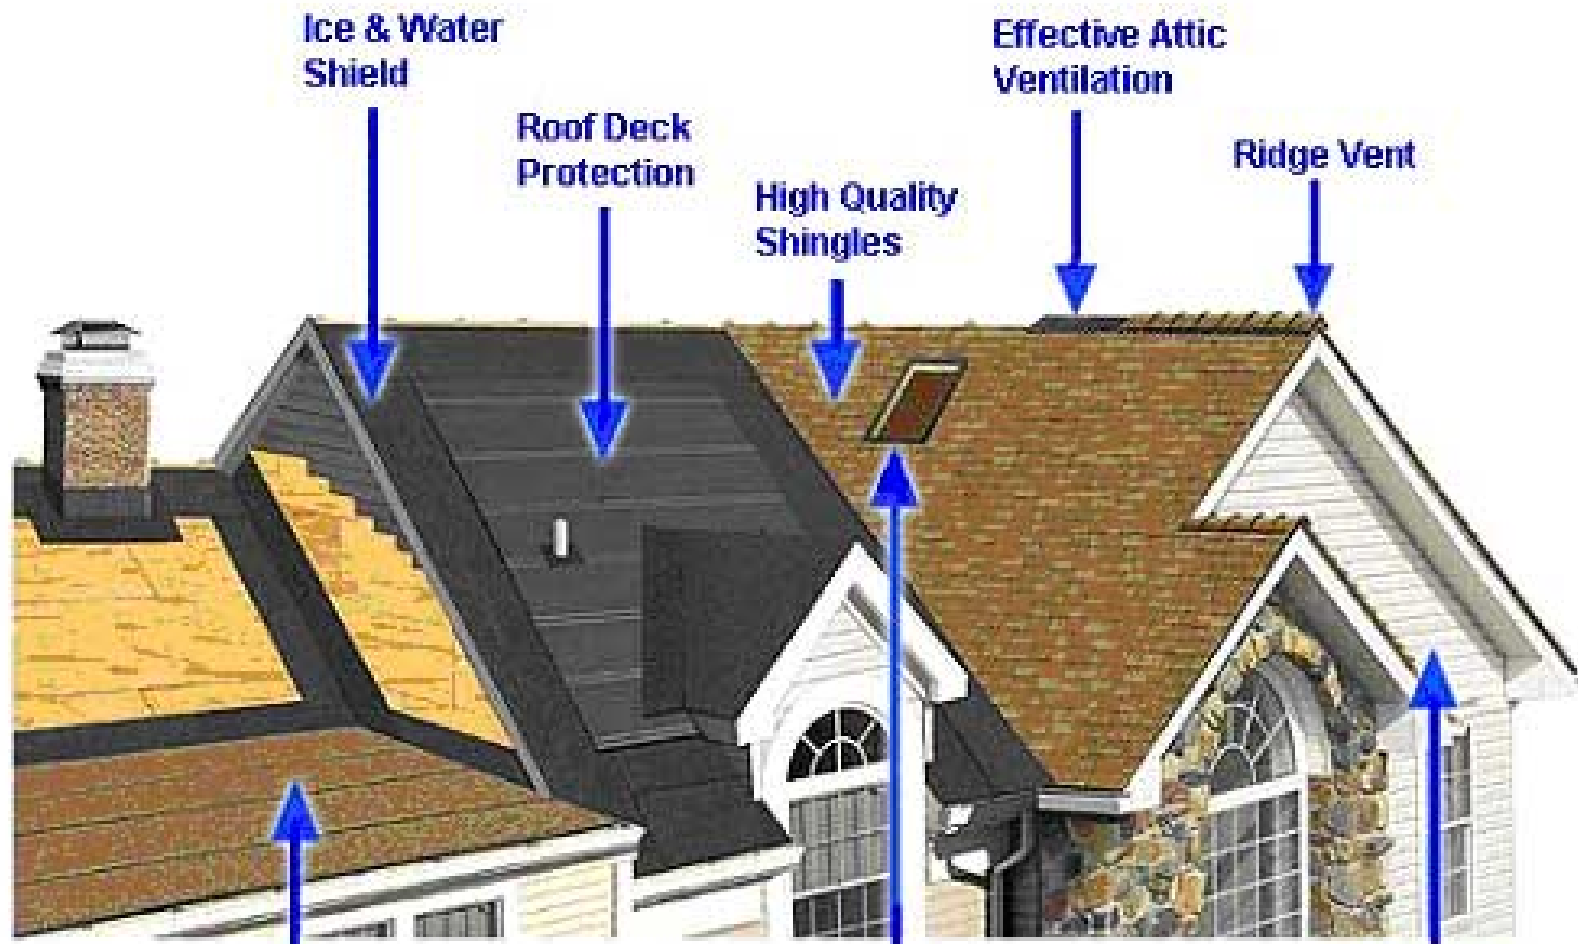 Ice & Water
Shield
Roof Deck
Protection
High Quality
Shingles
Effective Attic
Ventilation
Ridge Vent